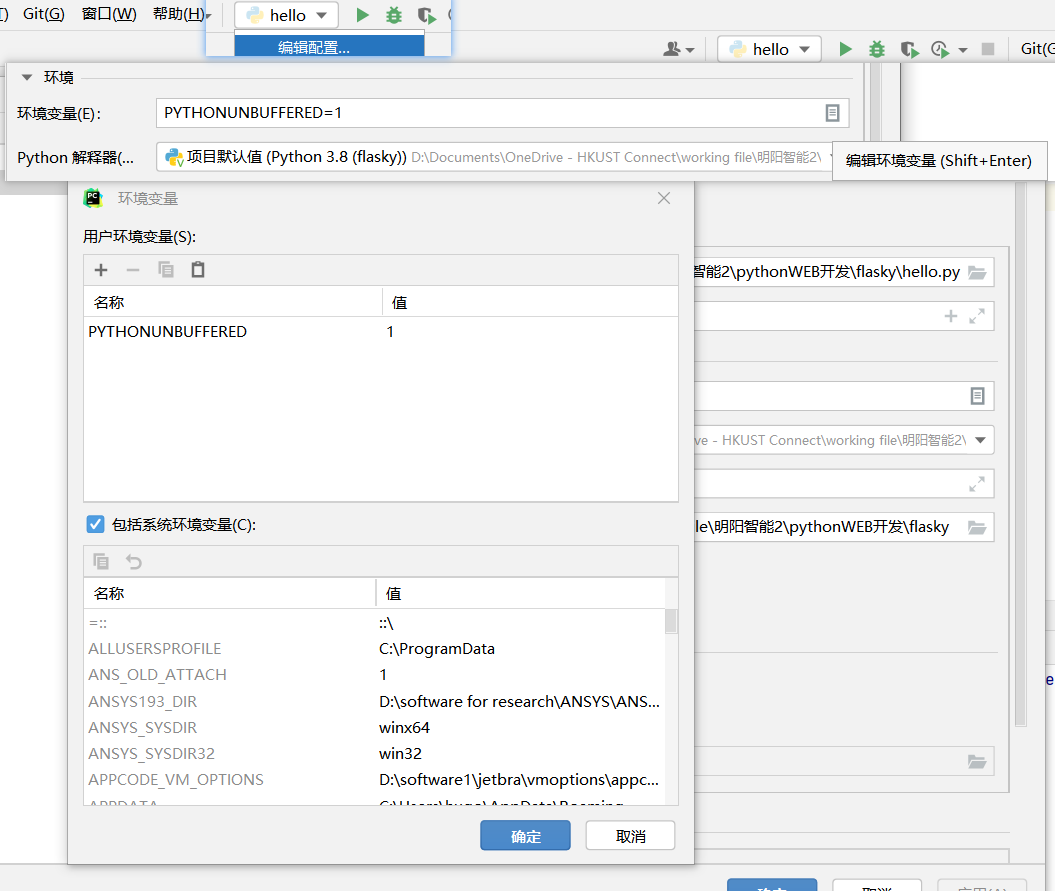 Git(G) 窗口(W) 帮助(H) hello
编辑配置...
hello Git(G
环境
环境变量(E): PYTHONUNBUFFERED=1
Python 解释器(... 项目默认值 (Python 3.8 (flasky)) D:\Documents\OneDrive - HKUST Connect\working file\明阳智能2\
编辑环境变量 (Shift+Enter)
环境变量
用户环境变量(S):
智能2\pythonWEB开发\flasky\hello.py
名称 值
PYTHONUNBUFFERED 1
ve - HKUST Connect\working file\明阳智能2\
包括系统环境变量(C):
le\明阳智能2\pythonWEB开发\flasky
名称 值
=:: ::\
ALLUSERSPROFILE C:\ProgramData
ANS_OLD_ATTACH 1
ANSYS193_DIR D:\software for research\ANSYS\ANS...
ANSYS_SYSDIR winx64
ANSYS_SYSDIR32 win32
APPCODE_VM_OPTIONS D:\software1\jetbra\vmoptions\appc...
APPDATA
确定 取消
确定 取消